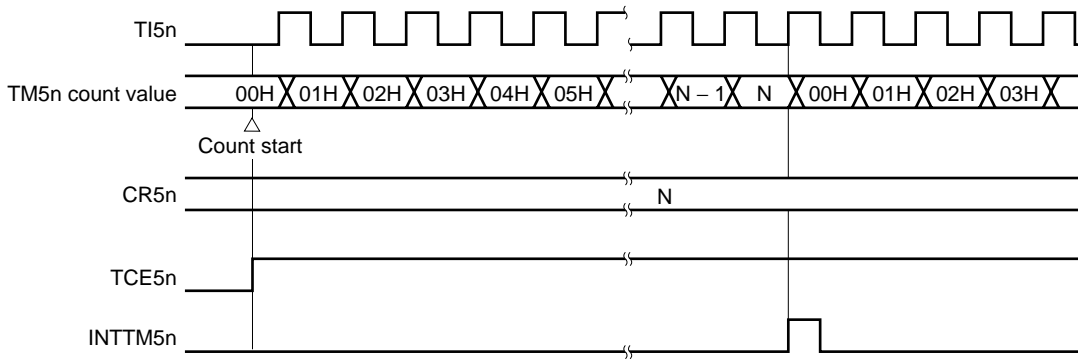 TI5n
TM5n count value 00H 01H 02H 03H 04H 05H N − 1 N 00H 01H 02H 03H
Count start
CR5n N
TCE5n
INTTM5n